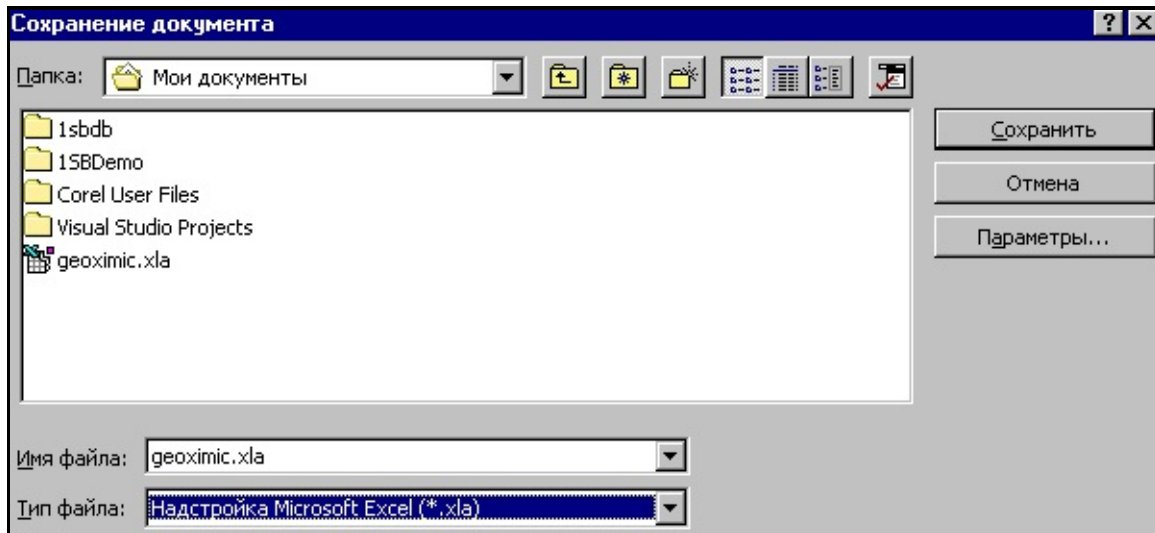 Сохранение документа
Папка: Мои документы
1sbdb
1SBDemo
Corel User Files
Visual Studio Projects
geoximic.xla
Сохранить
Отмена
Параметры...
Имя файла: geoximic.xla
Тип файла: Надстройка Microsoft Excel (*.xla)